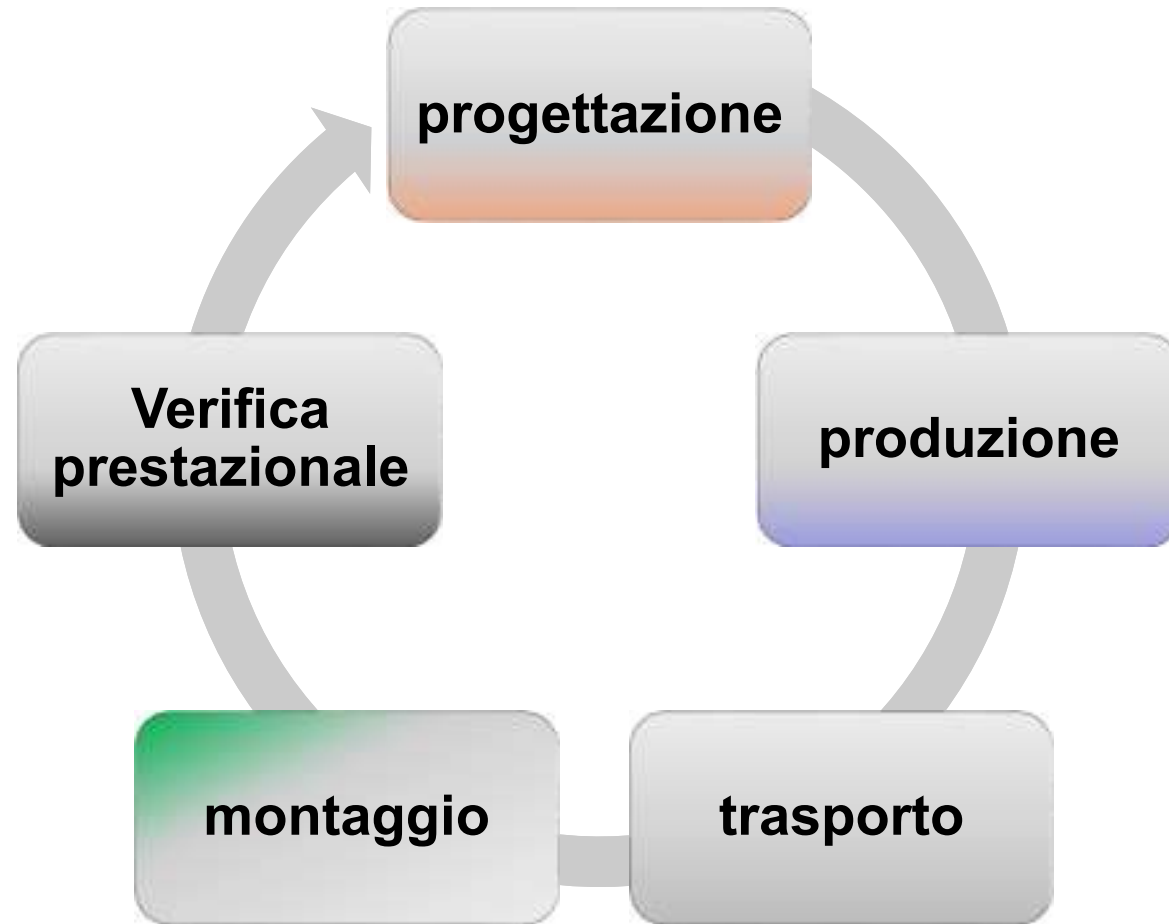 progettazione
produzione
trasporto
montaggio
Verifica
prestazionale